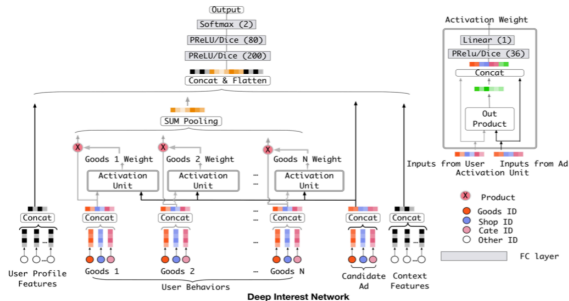 Output
Softmax (2)
PReLU/Dice (80)
PReLU/Dice (200)
Concat & Flatten
SUM Pooling
X
X
X
Goods 1 Weight
Goods 2 Weight
Goods N Weight
Activation
Unit
Activation
Unit
Activation
Unit
Concat
Concat
Concat
Concat
Concat
Concat
User Profile
Features
Goods 1
Goods 2
Goods N
User Behaviors
Candidate
Ad
Context
Features
Activation Weight
Linear (1)
PRelu/Dice (36)
Concat
Out
Product
Inputs from User
Inputs from Ad
Activation Unit
X
Product
Goods ID
Shop ID
Cate ID
Other ID
FC layer
Deep Interest Network